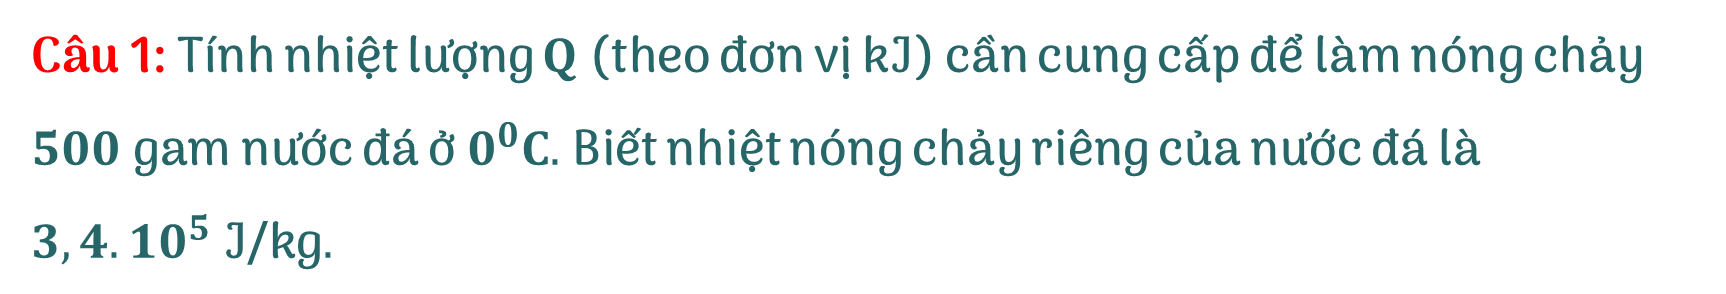 Câu 1: Tính nhiệt lượng Q (theo đơn vị kJ) cần cung cấp để làm nóng chảy
500 gam nước đá ở 0⁰C. Biết nhiệt nóng chảy riêng của nước đá là
3, 4. 10⁵ J/kg.